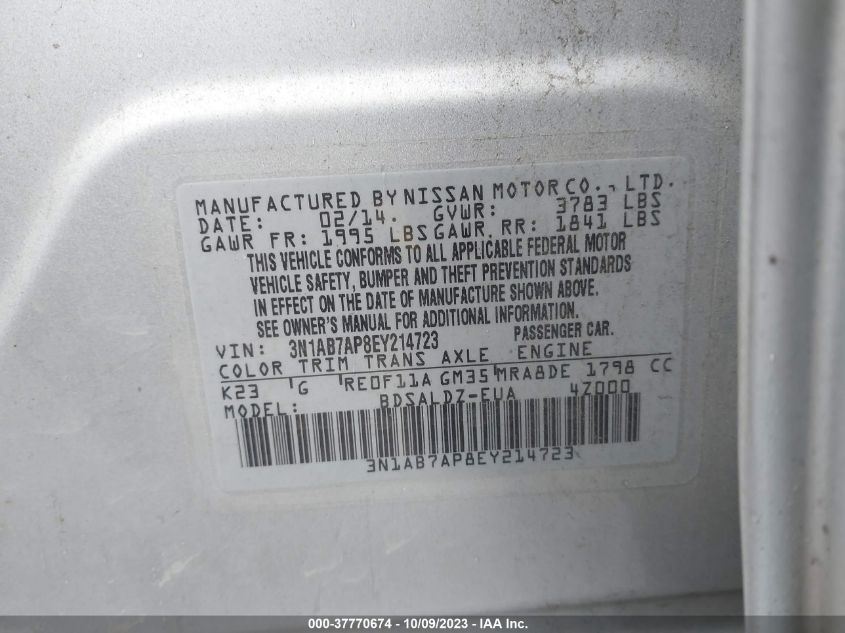 MANUFACTURED BY NISSAN MOTOR CO., LTD.
DATE: 02/14. GVWR: 3783 LBS
GAWR FR: 1995 LBS GAWR, RR: 1841 LBS
THIS VEHICLE CONFORMS TO ALL APPLICABLE FEDERAL MOTOR
VEHICLE SAFETY, BUMPER AND THEFT PREVENTION STANDARDS
IN EFFECT ON THE DATE OF MANUFACTURE SHOWN ABOVE.
SEE OWNER'S MANUAL FOR ADDITIONAL INFORMATION.
VIN: 3N1AB7AP8EY214723 PASSENGER CAR.
COLOR TRIM TRANS AXLE ENGINE
K23 G RE0F11A GM35 MRA8DE 1798 CC
MODEL: BDSALDZ-EUA 4Z000
3N1AB7AP8EY214723
000-37770674 - 10/09/2023 - IAA Inc.